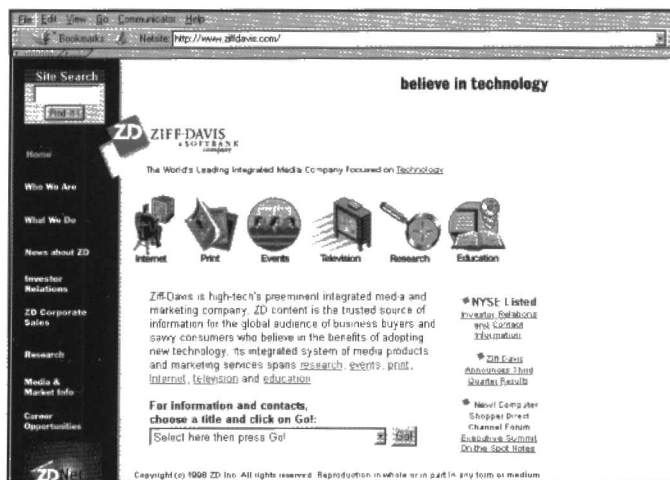 File Edit View Go Communicator Help
Bookmarks Netsite: http://www.ziffdavis.com/
Site Search
Find It!
believe in technology
ZD ZIFF-DAVIS
A SOFTBANK
company
The World's Leading Integrated Media Company Focused on Technology
Home
Who We Are
What We Do
News about ZD
Investor
Relations
ZD Corporate
Sales
Research
Media &
Market Info
Career
Opportunities
ZDNet
Internet Print Events Television Research Education
Ziff-Davis is high-tech's preeminent integrated media and
marketing company. ZD content is the trusted source of
information for the global audience of business buyers and
savvy consumers who believe in the benefits of adopting
new technology. Its integrated system of media products
and marketing services spans research, events, print,
Internet, television and education
For information and contacts,
choose a title and click on Go!:
Select here then press Go! Go!
NYSE Listed
Investor Relations
and Contact
Information
Ziff-Davis
Announces Third
Quarter Results
New! Computer
Shopper Direct
Channel Forum
Executive Summit
On the Spot Notes
Copyright (c) 1998 ZD Inc. All rights reserved. Reproduction in whole or in part in any form or medium